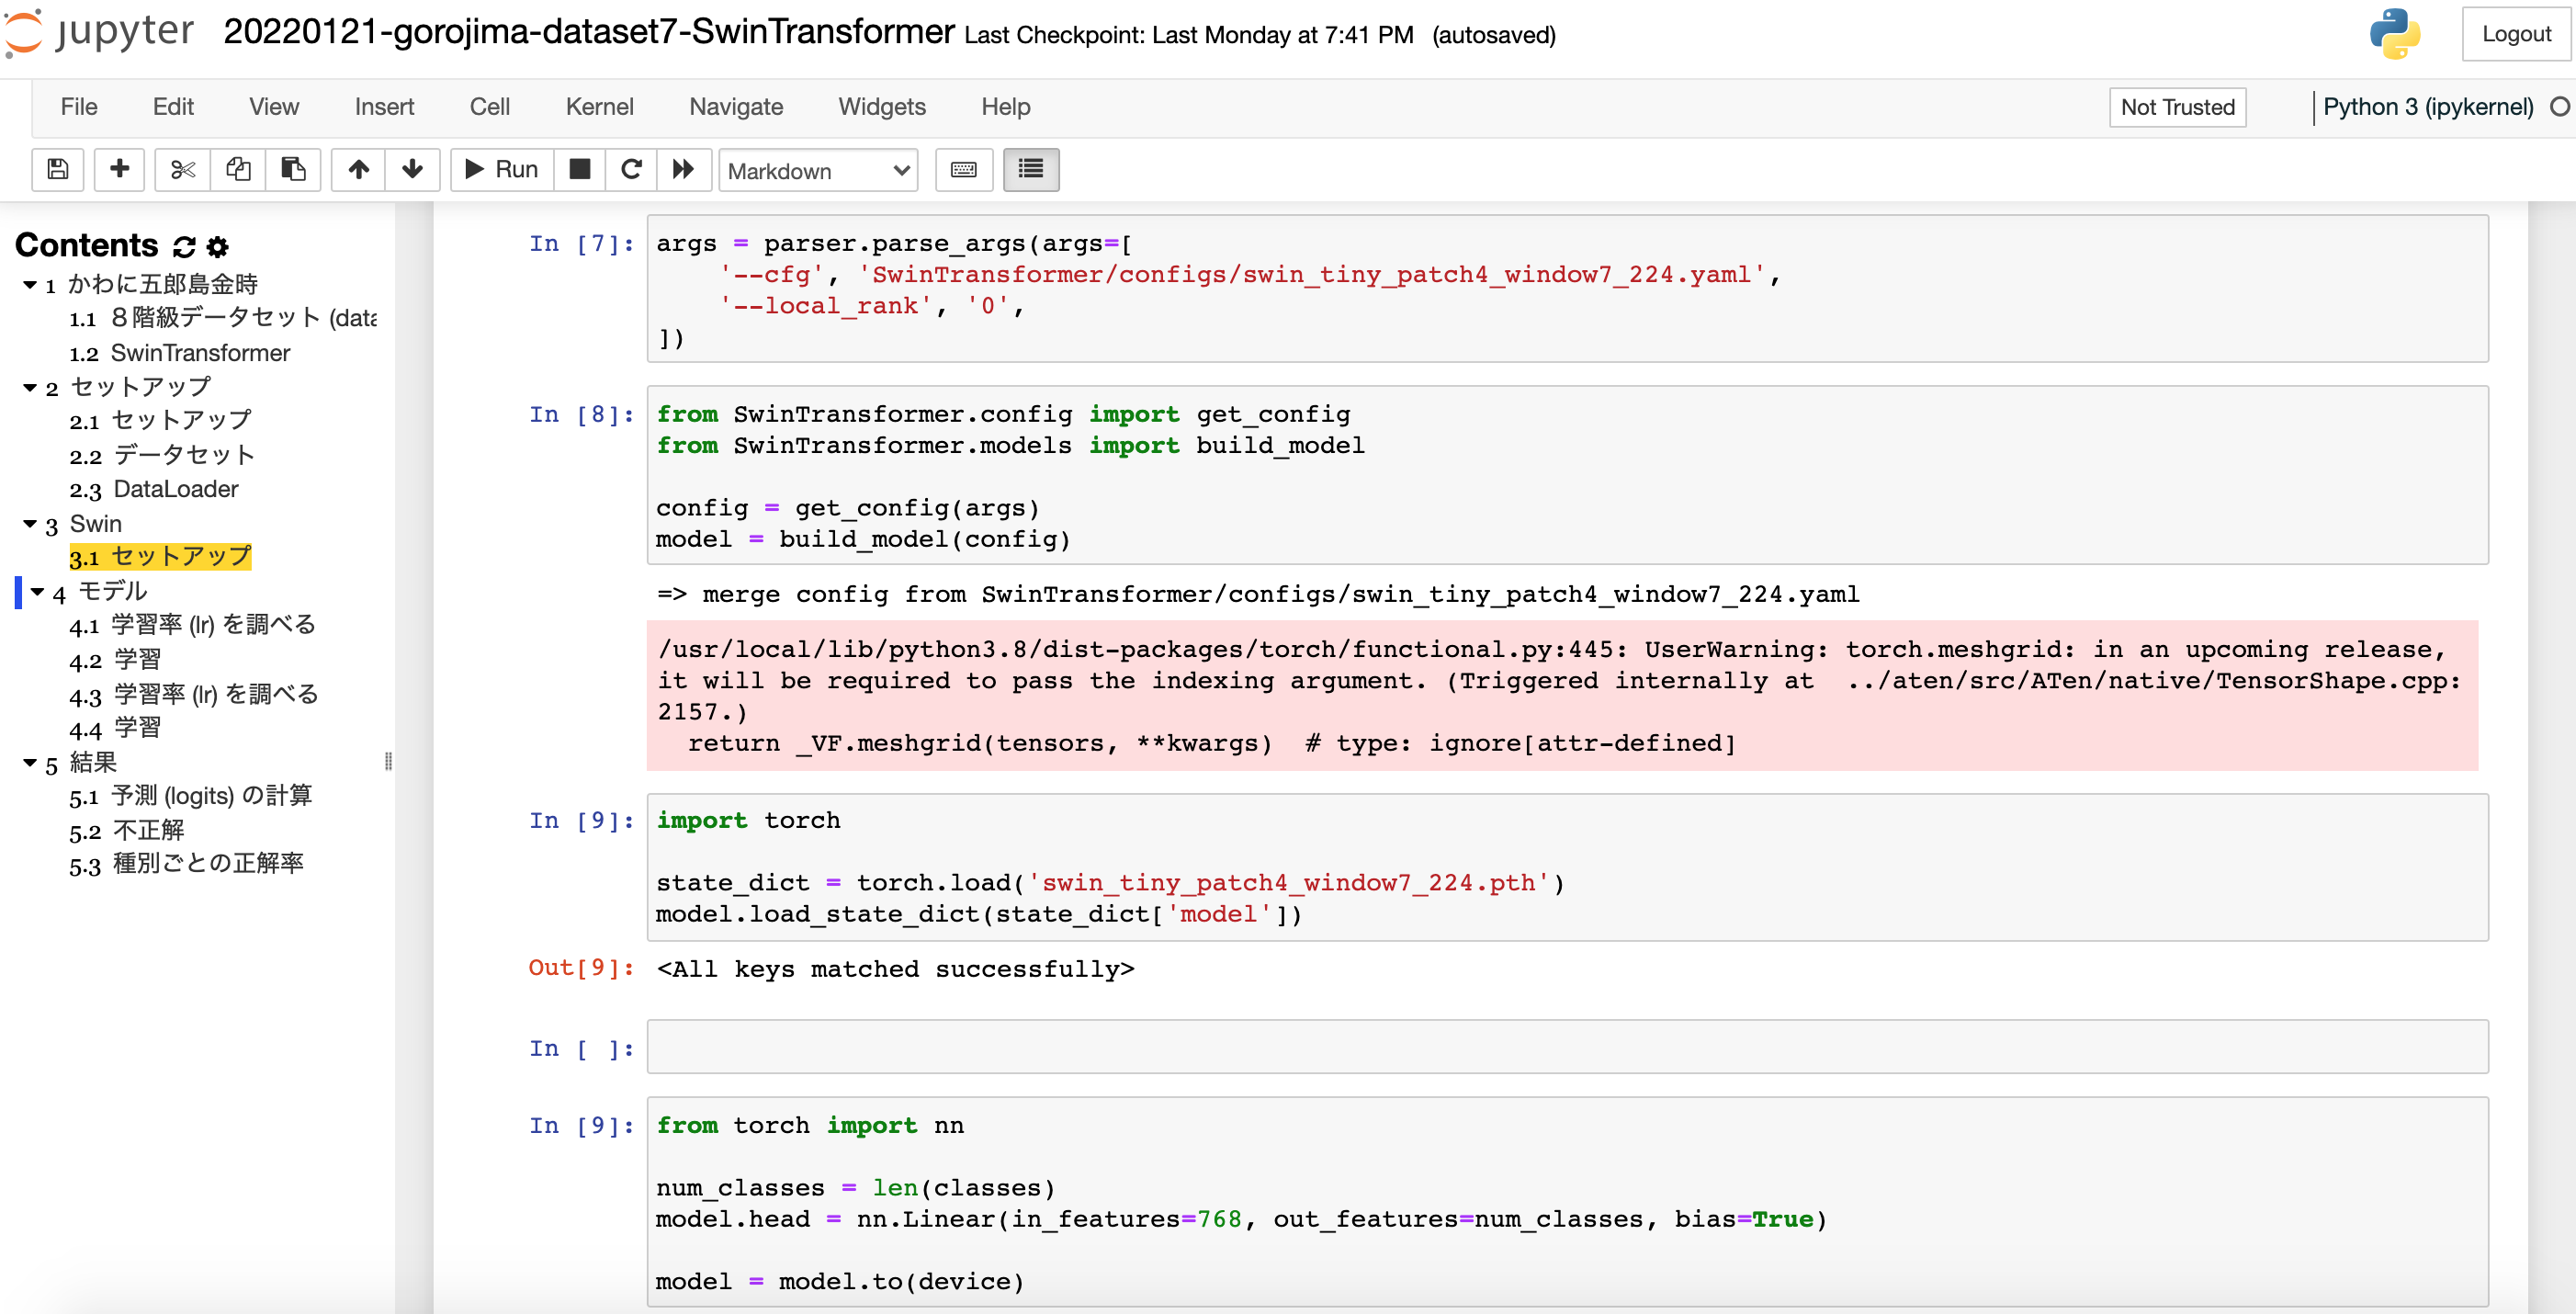 jupyter 20220121-gorojima-dataset7-SwinTransformer Last Checkpoint: Last Monday at 7:41 PM (autosaved)
Logout
File Edit View Insert Cell Kernel Navigate Widgets Help
Not Trusted
Python 3 (ipykernel)
Run
Markdown
Contents
1 かわに五郎島金時
1.1 ８階級データセット (data
1.2 SwinTransformer
2 セットアップ
2.1 セットアップ
2.2 データセット
2.3 DataLoader
3 Swin
3.1 セットアップ
4 モデル
4.1 学習率 (lr) を調べる
4.2 学習
4.3 学習率 (lr) を調べる
4.4 学習
5 結果
5.1 予測 (logits) の計算
5.2 不正解
5.3 種別ごとの正解率
In [7]: args = parser.parse_args(args=[
'--cfg', 'SwinTransformer/configs/swin_tiny_patch4_window7_224.yaml',
'--local_rank', '0',
])
In [8]: from SwinTransformer.config import get_config
from SwinTransformer.models import build_model
config = get_config(args)
model = build_model(config)
=> merge config from SwinTransformer/configs/swin_tiny_patch4_window7_224.yaml
/usr/local/lib/python3.8/dist-packages/torch/functional.py:445: UserWarning: torch.meshgrid: in an upcoming release,
it will be required to pass the indexing argument. (Triggered internally at  ../aten/src/ATen/native/TensorShape.cpp:
2157.)
return _VF.meshgrid(tensors, **kwargs)  # type: ignore[attr-defined]
In [9]: import torch
state_dict = torch.load('swin_tiny_patch4_window7_224.pth')
model.load_state_dict(state_dict['model'])
Out[9]: <All keys matched successfully>
In [ ]:
In [9]: from torch import nn
num_classes = len(classes)
model.head = nn.Linear(in_features=768, out_features=num_classes, bias=True)
model = model.to(device)